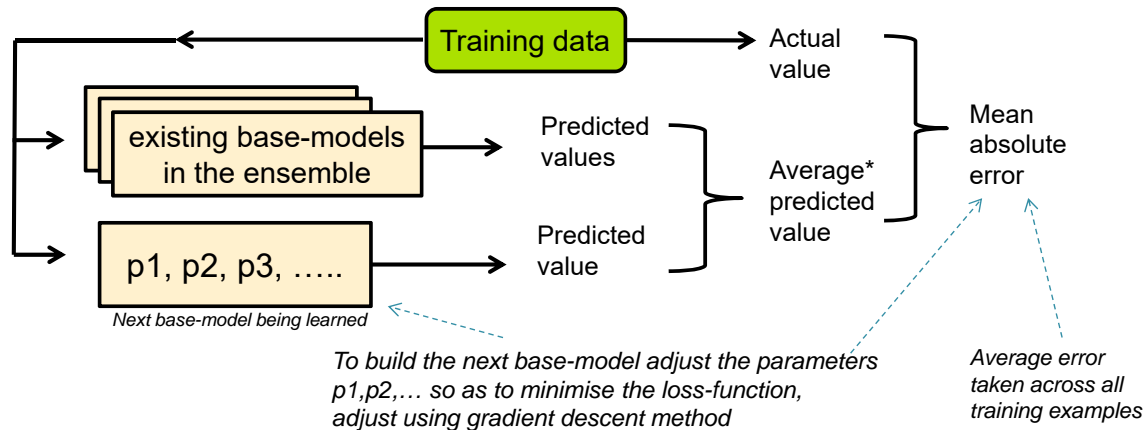 Training data
Actual
value
existing base-models
in the ensemble
Predicted
values
Mean
absolute
error
Average*
predicted
value
p1, p2, p3, …..
Predicted
value
Next base-model being learned
To build the next base-model adjust the parameters
p1,p2,… so as to minimise the loss-function,
adjust using gradient descent method
Average error
taken across all
training examples